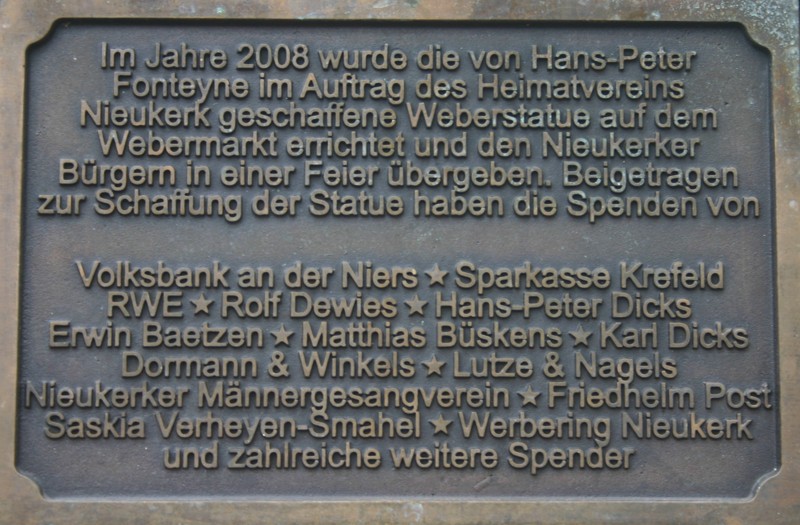 Im Jahre 2008 wurde die von Hans-Peter
Fonteyne im Auftrag des Heimatvereins
Nieukerk geschaffene Weberstatue auf dem
Webermarkt errichtet und den Nieukerker
Bürgern in einer Feier übergeben. Beigetragen
zur Schaffung der Statue haben die Spenden von
Volksbank an der Niers ★ Sparkasse Krefeld
RWE ★ Rolf Dewies ★ Hans-Peter Dicks
Erwin Baetzen ★ Matthias Büskens ★ Karl Dicks
Dormann & Winkels ★ Lutze & Nagels
Nieukerker Männergesangverein ★ Friedhelm Post
Saskia Verheyen-Smahel ★ Werbering Nieukerk
und zahlreiche weitere Spender